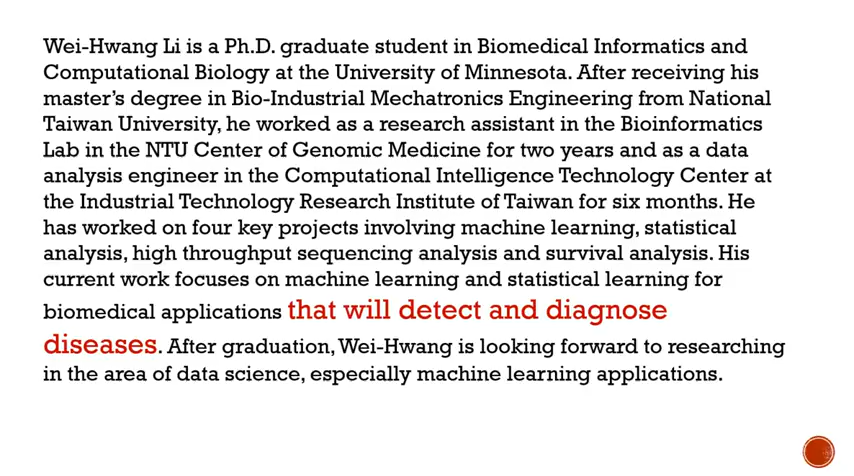 Wei-Hwang Li is a Ph.D. graduate student in Biomedical Informatics and
Computational Biology at the University of Minnesota. After receiving his
master's degree in Bio-Industrial Mechatronics Engineering from National
Taiwan University, he worked as a research assistant in the Bioinformatics
Lab in the NTU Center of Genomic Medicine for two years and as a data
analysis engineer in the Computational Intelligence Technology Center at
the Industrial Technology Research Institute of Taiwan for six months. He
has worked on four key projects involving machine learning, statistical
analysis, high throughput sequencing analysis and survival analysis. His
current work focuses on machine learning and statistical learning for
biomedical applications that will detect and diagnose
diseases. After graduation, Wei-Hwang is looking forward to researching
in the area of data science, especially machine learning applications.